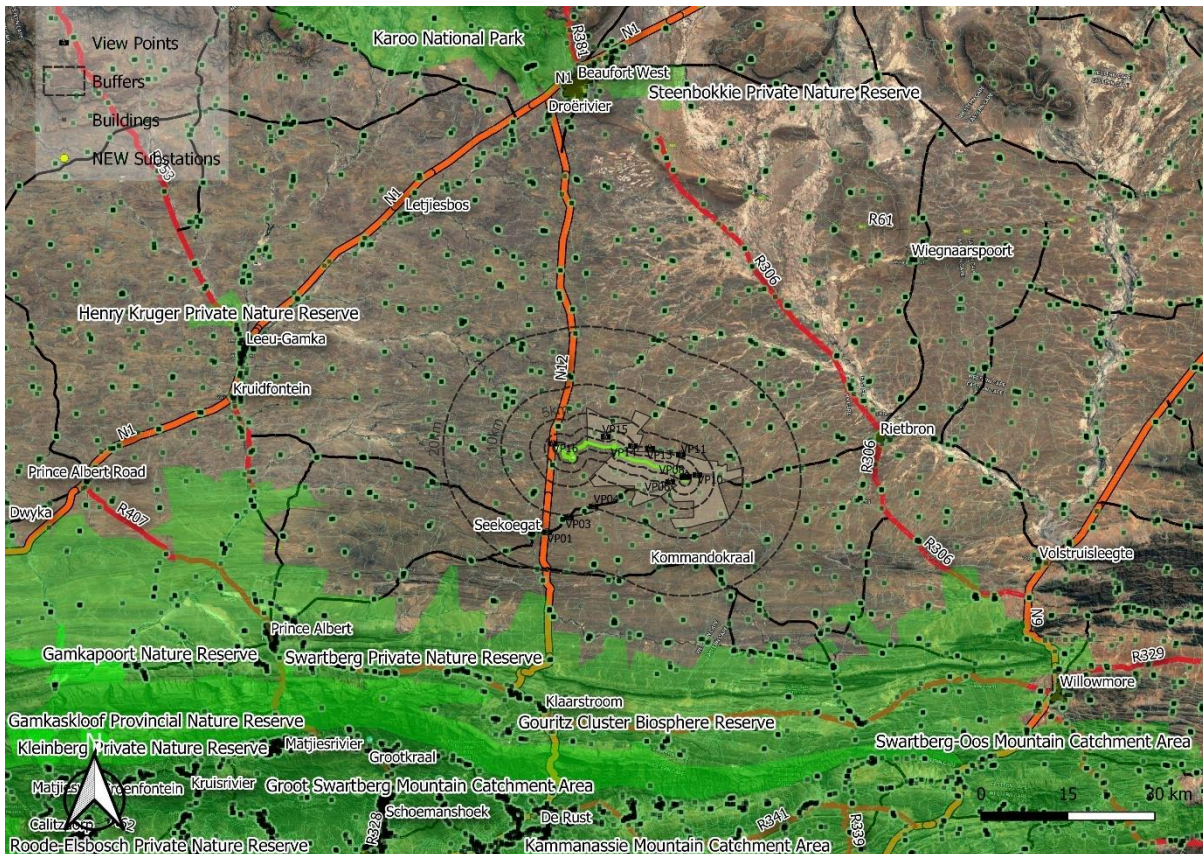 View Points
Buffers
Buildings
NEW Substations
Karoo National Park
R381
N1
N1
Beaufort West
Steenbokkie Private Nature Reserve
Droërivier
R353
N1
Letjiesbos
R61
Wiegnaarspoort
R306
Henry Kruger Private Nature Reserve
Leeu-Gamka
N12
Kruidfontein
5km
10km
20km
VP15
VP11
VP13
VP10
VP04
VP03
VP01
Rietbron
N1
R306
Prince Albert Road
R407
Dwyka
Seekoegat
Kommandokraal
R306
Volstruisleegte
N9
Prince Albert
Gamkapoort Nature Reserve
Swartberg Private Nature Reserve
R329
Willowmore
Klaarstroom
Gamkaskloof Provincial Nature Reserve
Gouritz Cluster Biosphere Reserve
N
Kleinberg Private Nature Reserve
Matjiesrivier
Swartberg-Oos Mountain Catchment Area
Grootkraal
Kruisrivier
Groot Swartberg Mountain Catchment Area
0 15 30 km
Schoemanshoek
De Rust
R328
R341
R339
Roode-Elsbosch Private Nature Reserve
Kammanassie Mountain Catchment Area